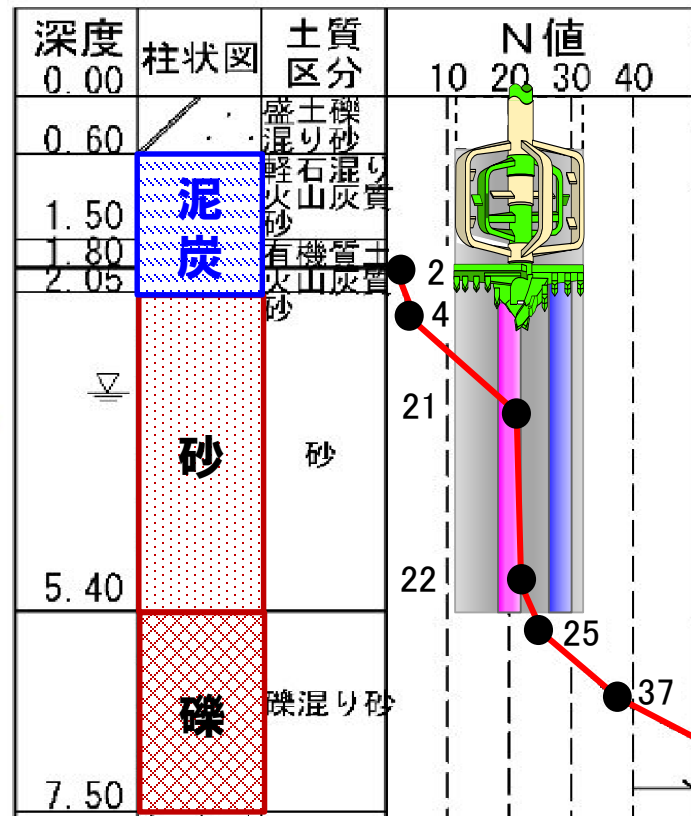 深度 柱状図 土質区分 N値
0.00 10 20 30 40
盛土礫
0.60 混り砂
軽石混り
泥炭 火山灰質
1.50 砂
1.80 有機質土
2
2.05 火山灰質
砂
4
21
砂 砂
22
5.40
25
37
礫 礫混り砂
7.50